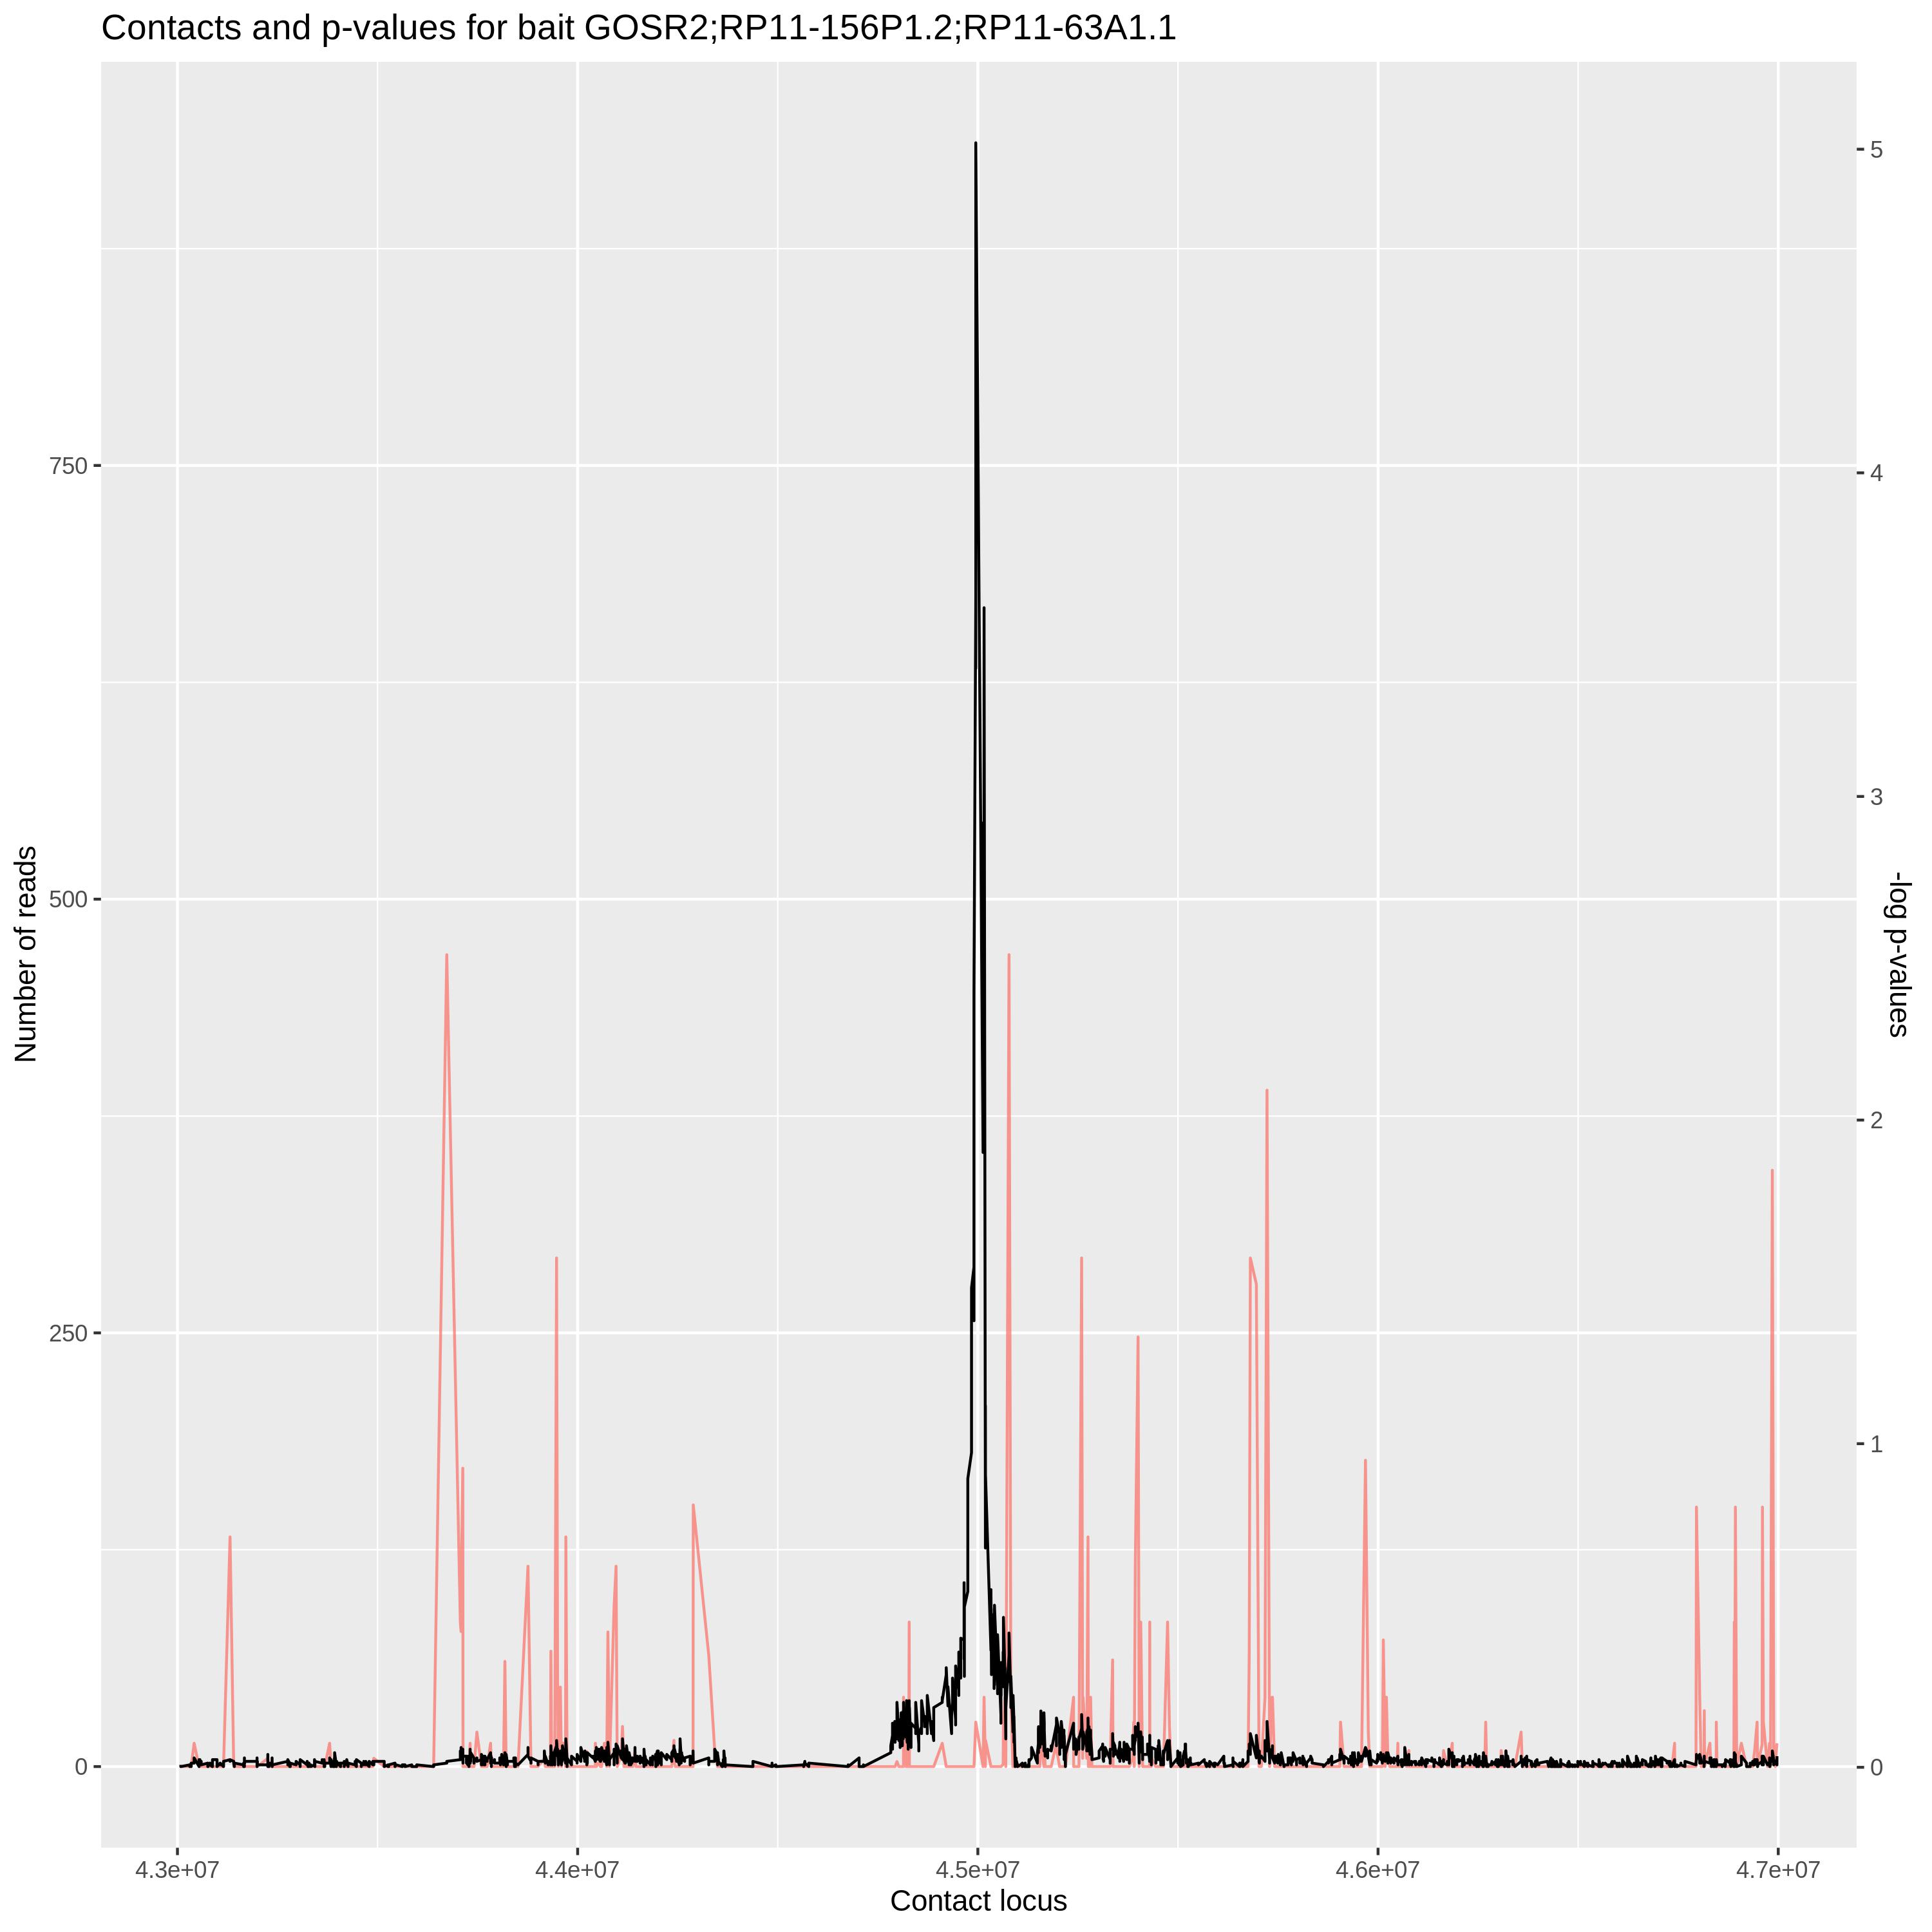 Contacts and p-values for bait GOSR2;RP11-156P1.2;RP11-63A1.1
Number of reads
750
500
250
0
5
4
3
2
1
0
-log p-values
4.3e+07
4.4e+07
4.5e+07
4.6e+07
4.7e+07
Contact locus